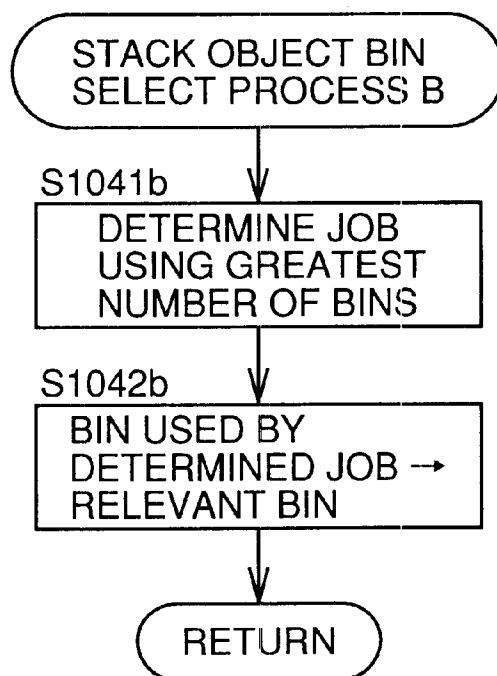 STACK OBJECT BIN
SELECT PROCESS B
S1041b
DETERMINE JOB
USING GREATEST
NUMBER OF BINS
S1042b
BIN USED BY
DETERMINED JOB →
RELEVANT BIN
RETURN